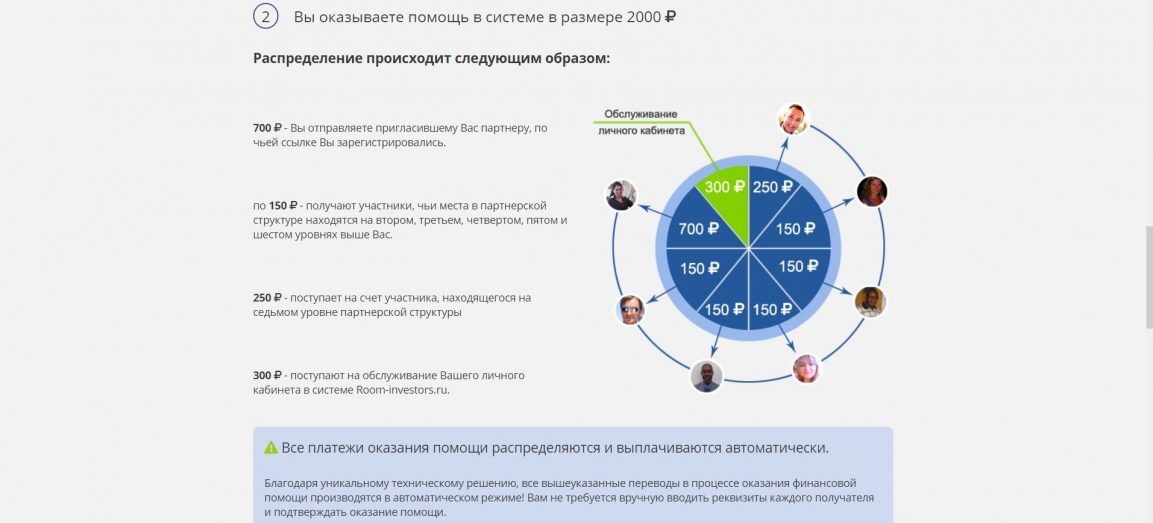 2 Вы оказываете помощь в системе в размере 2000 ₽
Распределение происходит следующим образом:
700 ₽ - Вы отправляете пригласившему Вас партнеру, по
чьей ссылке Вы зарегистрировались.
по 150 ₽ - получают участники, чьи места в партнерской
структуре находятся на втором, третьем, четвертом, пятом и
шестом уровнях выше Вас.
250 ₽ - поступает на счет участника, находящегося на
седьмом уровне партнерской структуры
300 ₽ - поступают на обслуживание Вашего личного
кабинета в системе Room-investors.ru.
Обслуживание
личного кабинета
300 ₽
250 ₽
700 ₽
150 ₽
150 ₽
150 ₽
150 ₽
150 ₽
Все платежи оказания помощи распределяются и выплачиваются автоматически.
Благодаря уникальному техническому решению, все вышеуказанные переводы в процессе оказания финансовой
помощи производятся в автоматическом режиме! Вам не требуется вручную вводить реквизиты каждого получателя
и подтверждать оказание помощи.